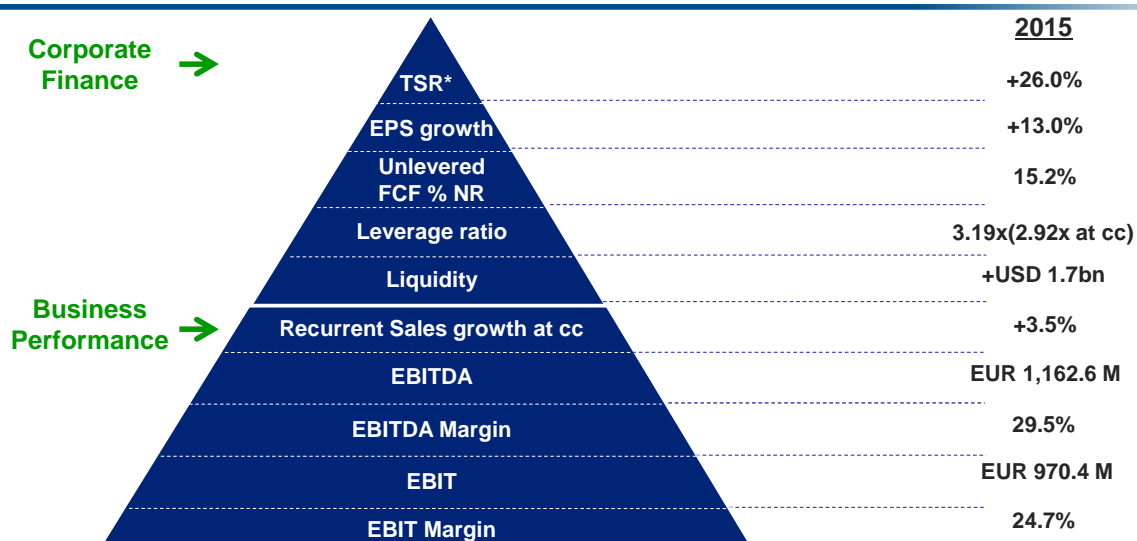 2015
Corporate
Finance
TSR*
+26.0%
EPS growth
+13.0%
Unlevered
FCF % NR
15.2%
Leverage ratio
3.19x(2.92x at cc)
Liquidity
+USD 1.7bn
Business
Performance
Recurrent Sales growth at cc
+3.5%
EBITDA
EUR 1,162.6 M
EBITDA Margin
29.5%
EBIT
EUR 970.4 M
EBIT Margin
24.7%